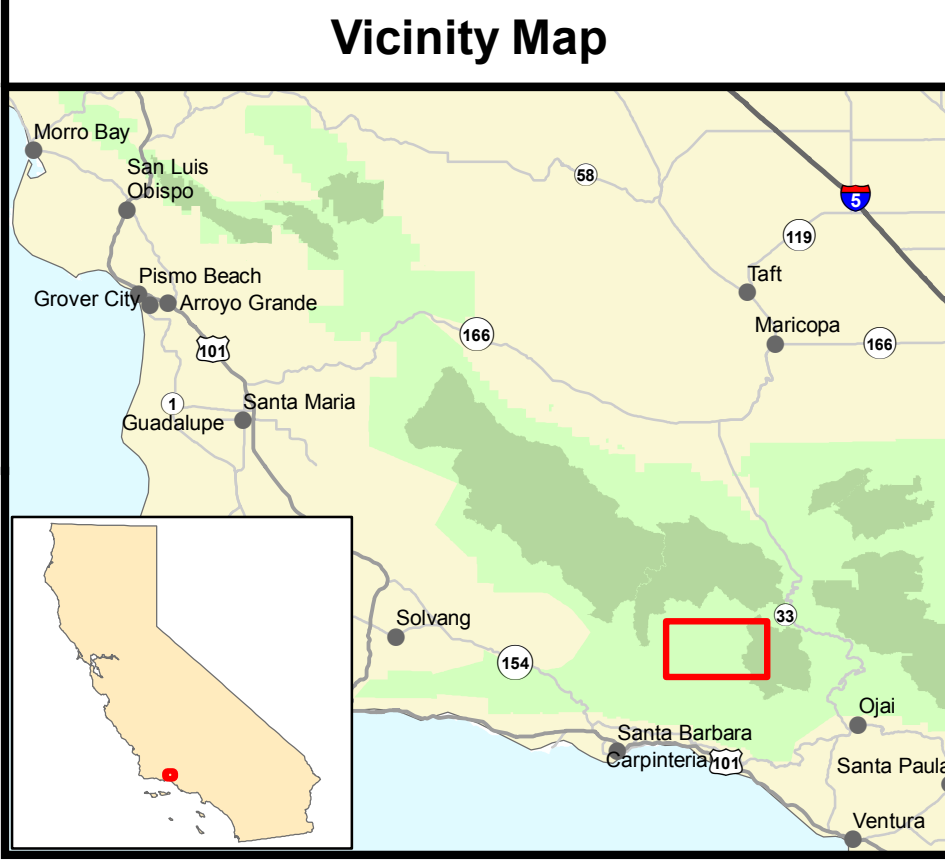 Vicinity Map
Morro Bay
San Luis
Obispo
58
5
119
Pismo Beach
Grover City
Arroyo Grande
Taft
101
166
Maricopa
166
1
Santa Maria
Guadalupe
33
Solvang
154
Ojai
Santa Barbara
Carpinteria
101
Santa Paula
Ventura